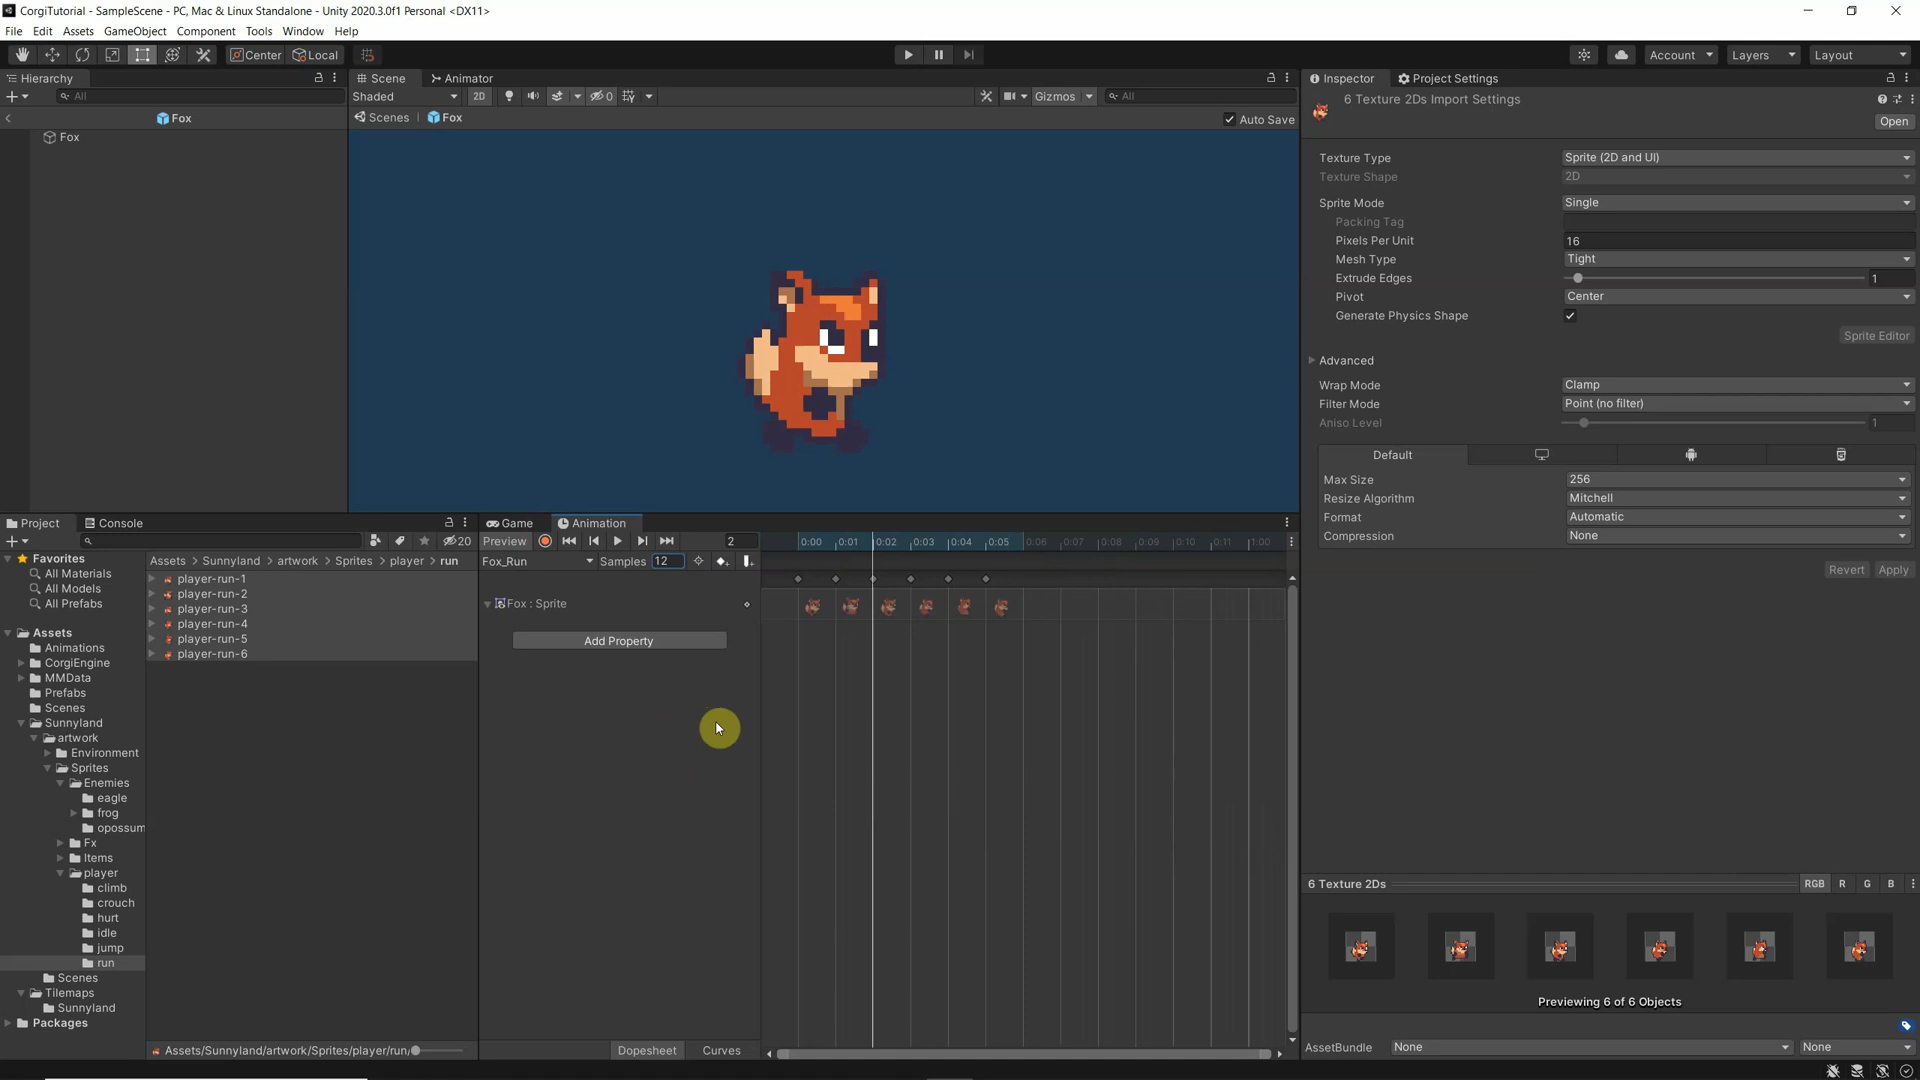 CorgiTutorial - SampleScene - PC, Mac & Linux Standalone - Unity 2020.3.0f1 Personal <DX11>
File Edit Assets GameObject Component Tools Window Help
Center Local Account Layers Layout
Hierarchy
All
Fox
Fox
Scene Animator
Shaded 2D 0 Gizmos All
Scenes Fox Auto Save
Inspector Project Settings
6 Texture 2Ds Import Settings
Open
Texture Type Sprite (2D and UI)
Texture Shape 2D
Sprite Mode Single
Packing Tag
Pixels Per Unit 16
Mesh Type Tight
Extrude Edges 1
Pivot Center
Generate Physics Shape
Sprite Editor
Advanced
Wrap Mode Clamp
Filter Mode Point (no filter)
Aniso Level 1
Default
Max Size 256
Resize Algorithm Mitchell
Format Automatic
Compression None
Revert Apply
6 Texture 2Ds RGB R G B
Previewing 6 of 6 Objects
AssetBundle None None
Project Console
20
Favorites
All Materials
All Models
All Prefabs
Assets
Animations
CorgiEngine
MMData
Prefabs
Scenes
Sunnyland
artwork
Environment
Sprites
Enemies
eagle
frog
opossum
Fx
Items
player
climb
crouch
hurt
idle
jump
run
Scenes
Tilemaps
Sunnyland
Packages
Assets > Sunnyland > artwork > Sprites > player > run
player-run-1
player-run-2
player-run-3
player-run-4
player-run-5
player-run-6
Assets/Sunnyland/artwork/Sprites/player/run/
Game Animation
Preview 2
Fox_Run Samples 12
0:00 0:01 0:02 0:03 0:04 0:05 0:06 0:07 0:08 0:09 0:10 0:11 1:00
Fox : Sprite
Add Property
Dopesheet Curves